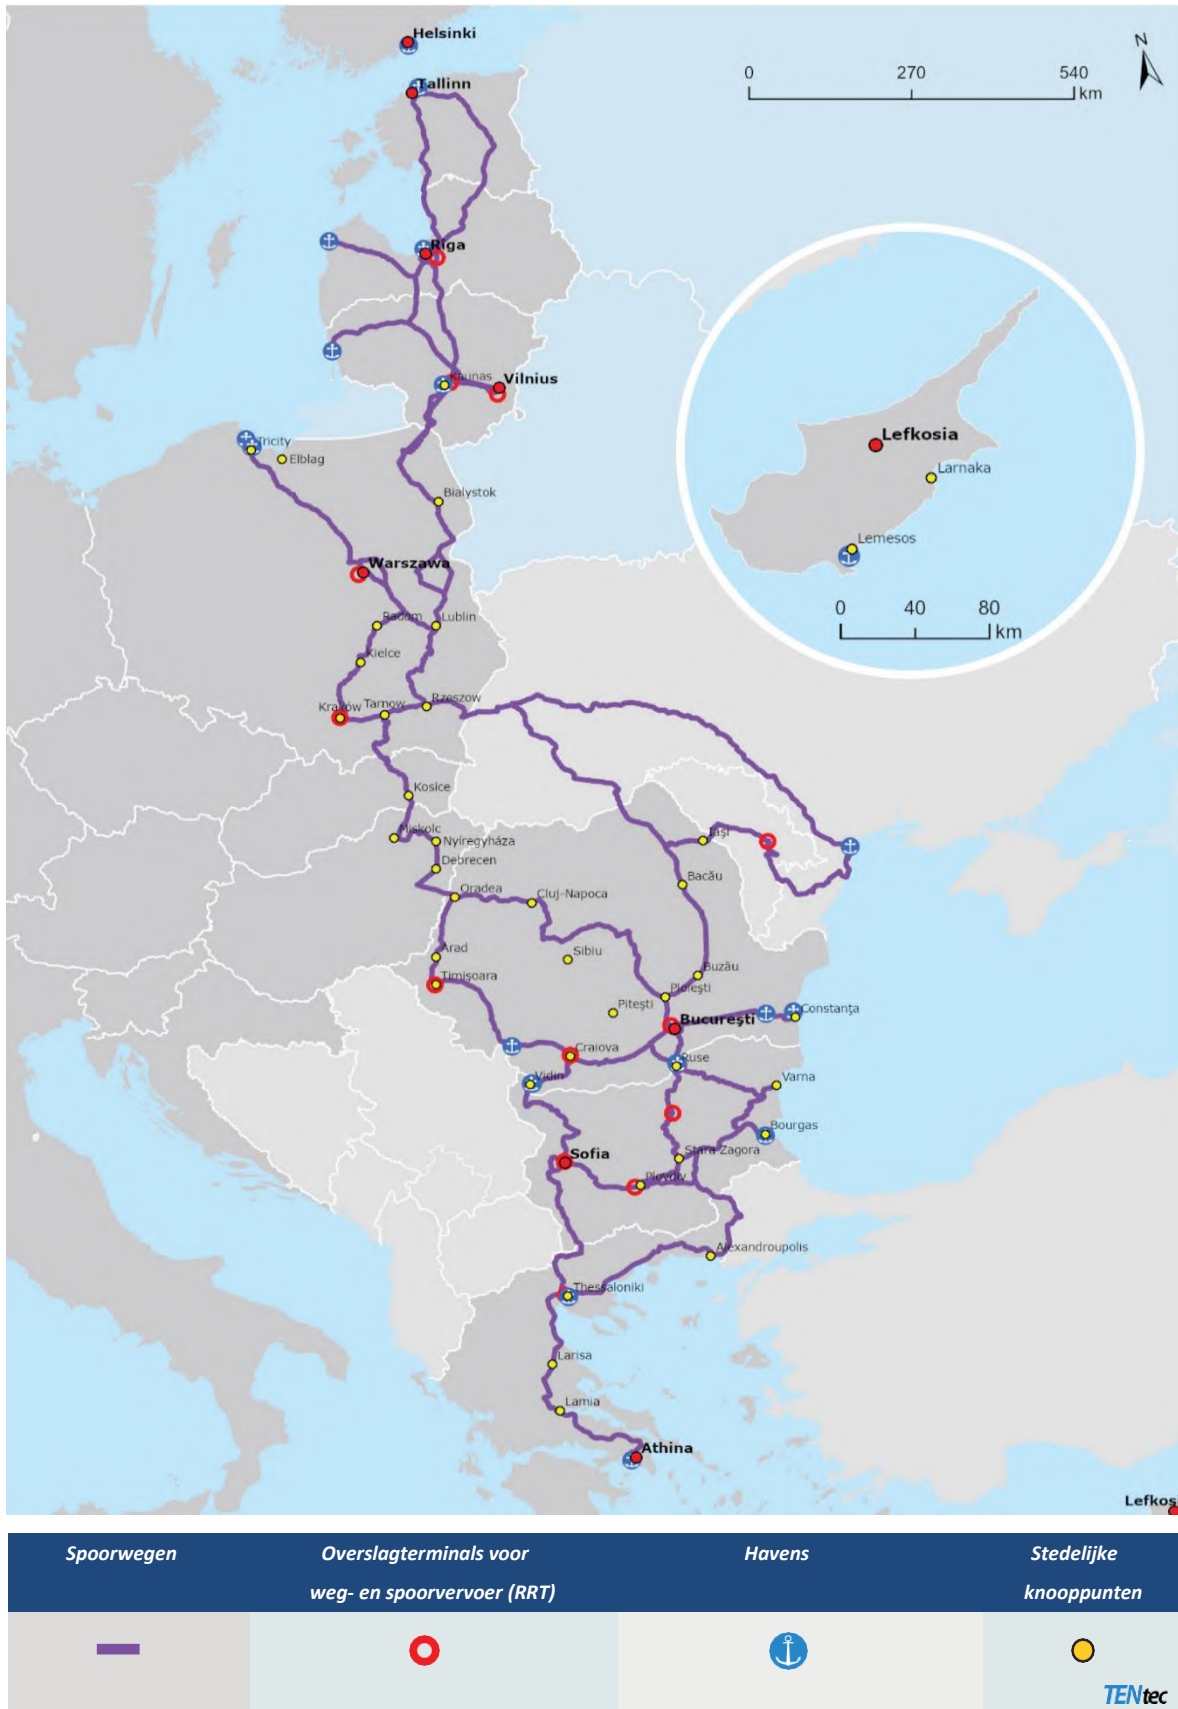 Helsinki
N
Tallinn
0 270 540
km
Riga
Kaunas
Vilnius
Lefkosia
Tricity
Elblag
Larnaka
Bialystok
Lemesos
Warszawa
0 40 80
km
Radom
Lublin
Kielce
Rzeszow
Kraków
Tarnow
Kosice
Miskolc
Nyíregyháza
Iaşi
Debrecen
Bacău
Oradea
Cluj-Napoca
Arad
Sibiu
Buzău
Timişoara
Ploieşti
Piteşti
Constanţa
Bucureşti
Craiova
Ruse
Vidin
Varna
Bourgas
Sofia
Stara Zagora
Plovdiv
Alexandroupolis
Thessaloniki
Larisa
Lamia
Athina
Lefkos
Spoorwegen
Overslagterminals voor
weg- en spoorvervoer (RRT)
Havens
Stedelijke
knooppunten
TENtec